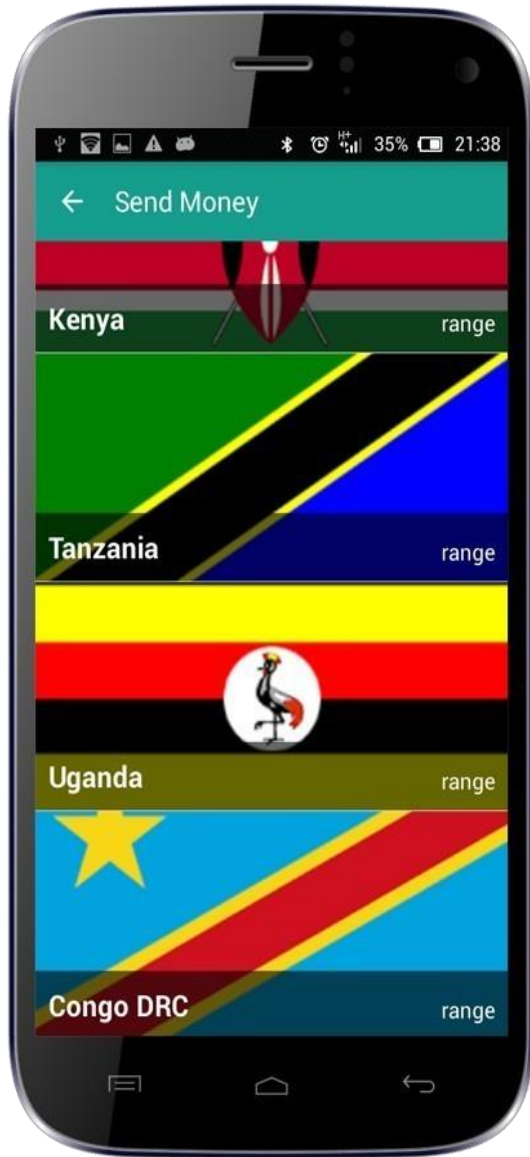 H+
35%
21:38
Send Money
Kenya
range
Tanzania
range
Uganda
range
Congo DRC
range